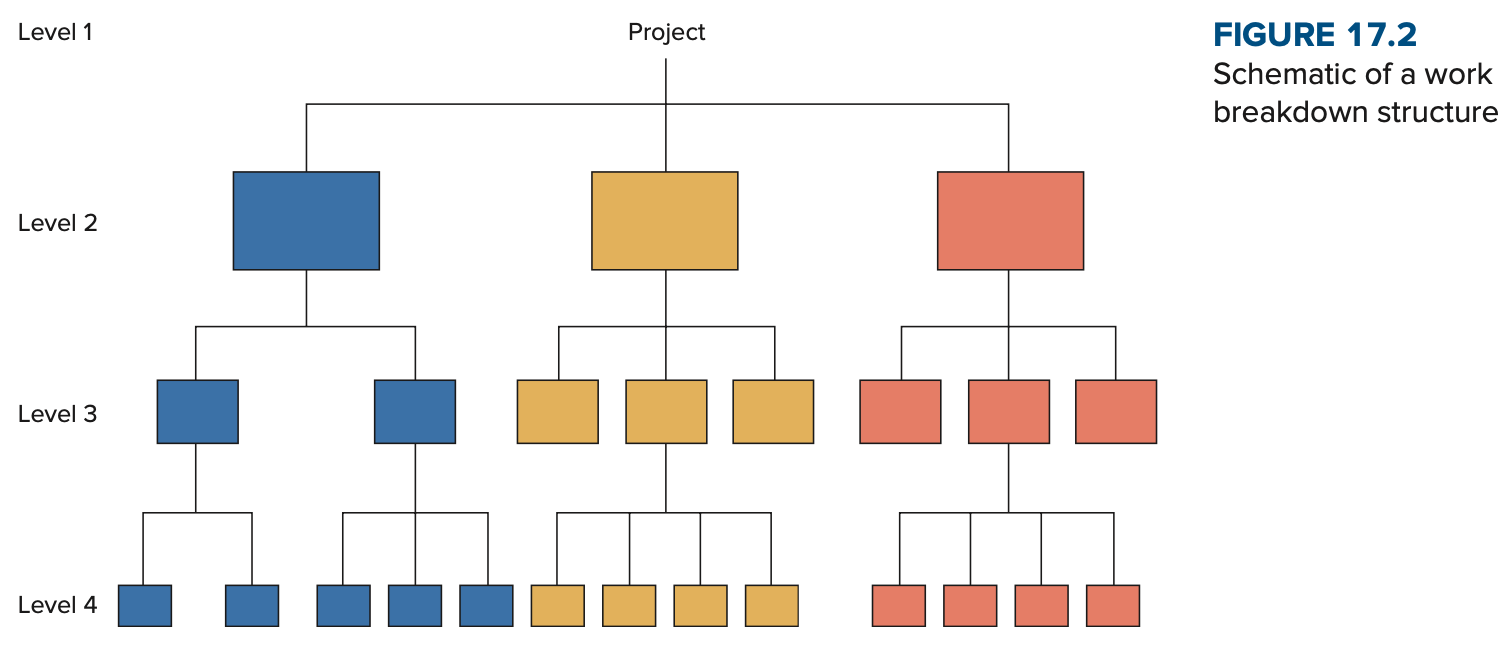 Level 1
Project
FIGURE 17.2
Schematic of a work
breakdown structure
Level 2
Level 3
Level 4